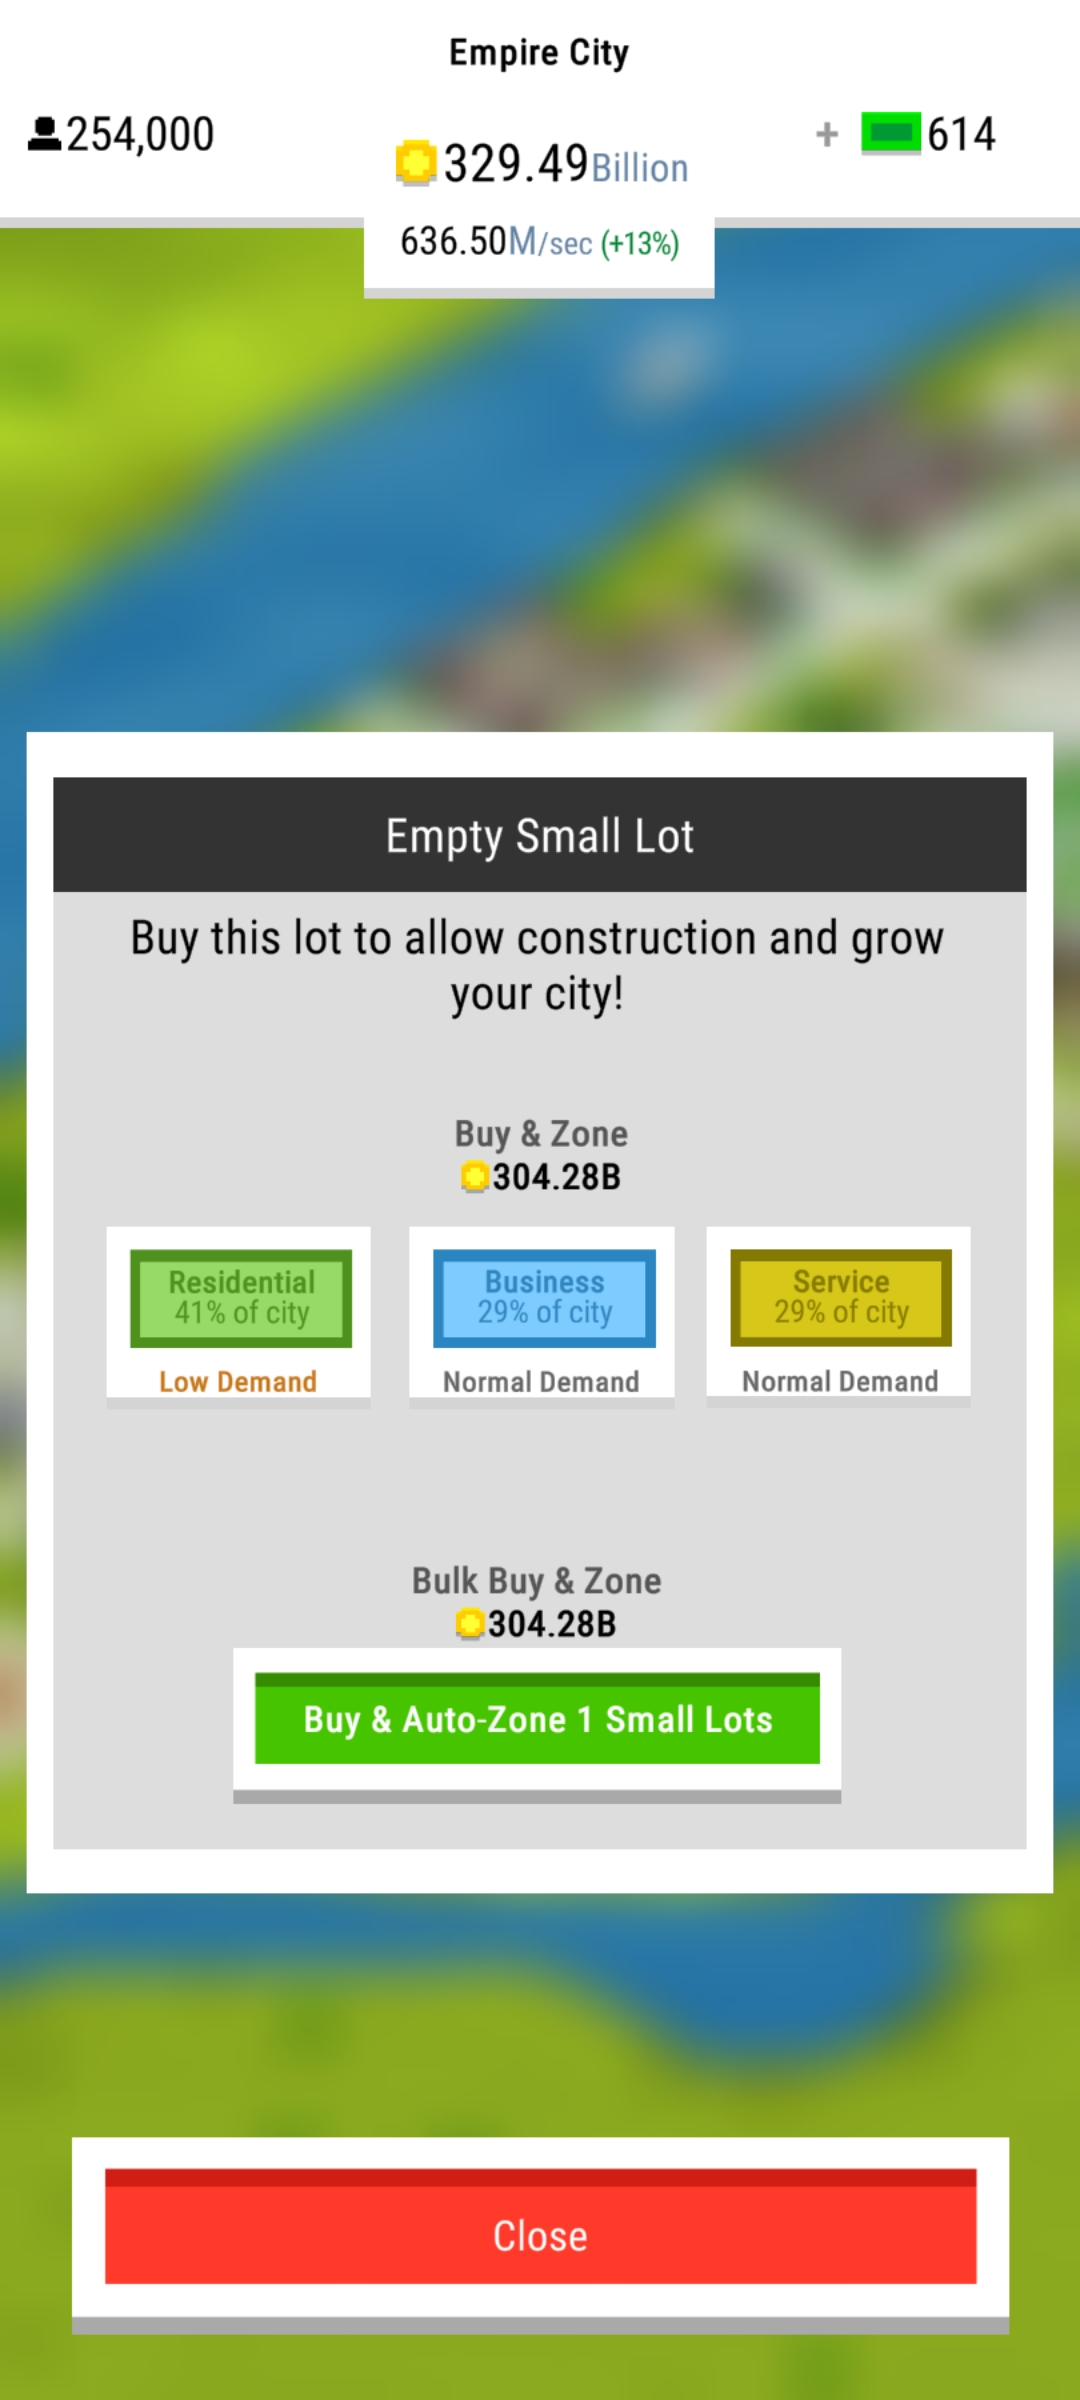 Empire City
254,000
329.49Billion
+ 614
636.50M/sec (+13%)
Empty Small Lot
Buy this lot to allow construction and grow
your city!
Buy & Zone
304.28B
Residential
41% of city
Low Demand
Business
29% of city
Normal Demand
Service
29% of city
Normal Demand
Bulk Buy & Zone
304.28B
Buy & Auto-Zone 1 Small Lots
Close